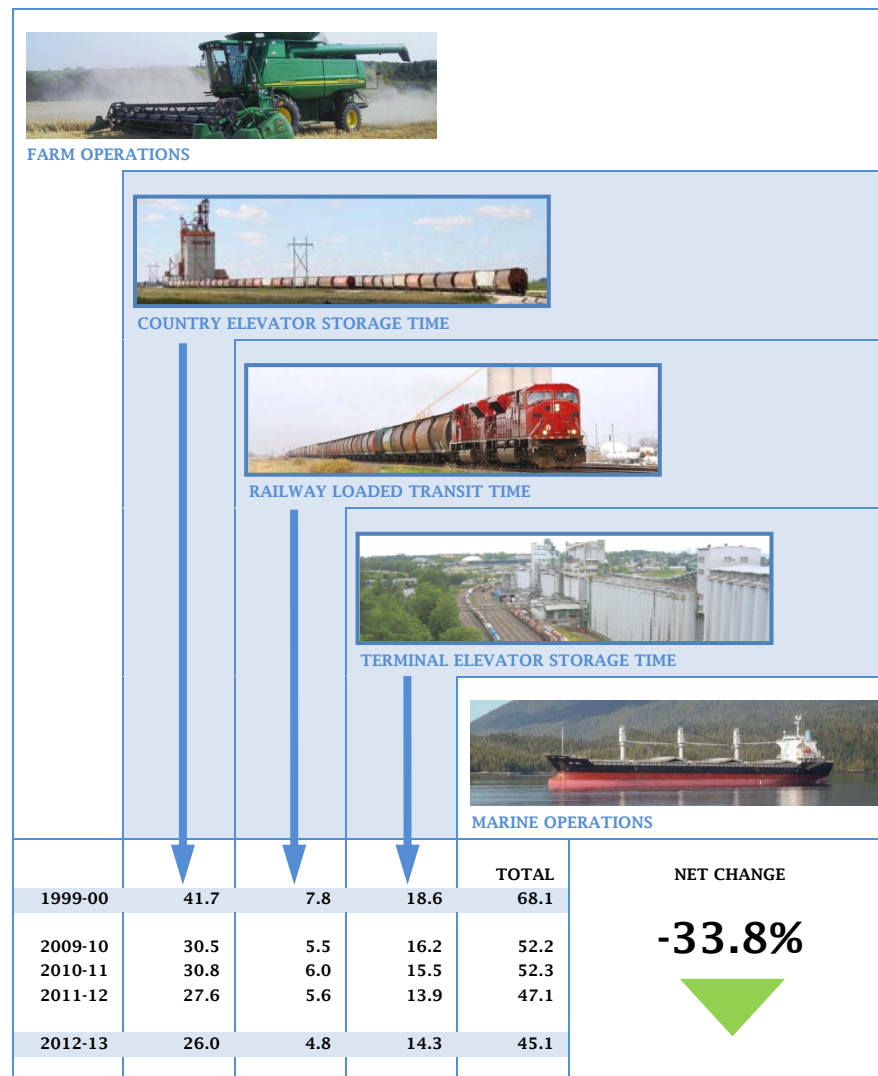 FARM OPERATIONS
COUNTRY ELEVATOR STORAGE TIME
RAILWAY LOADED TRANSIT TIME
TERMINAL ELEVATOR STORAGE TIME
MARINE OPERATIONS
TOTAL NET CHANGE
1999-00 41.7 7.8 18.6 68.1
-33.8%
2009-10 30.5 5.5 16.2 52.2
2010-11 30.8 6.0 15.5 52.3
2011-12 27.6 5.6 13.9 47.1
2012-13 26.0 4.8 14.3 45.1